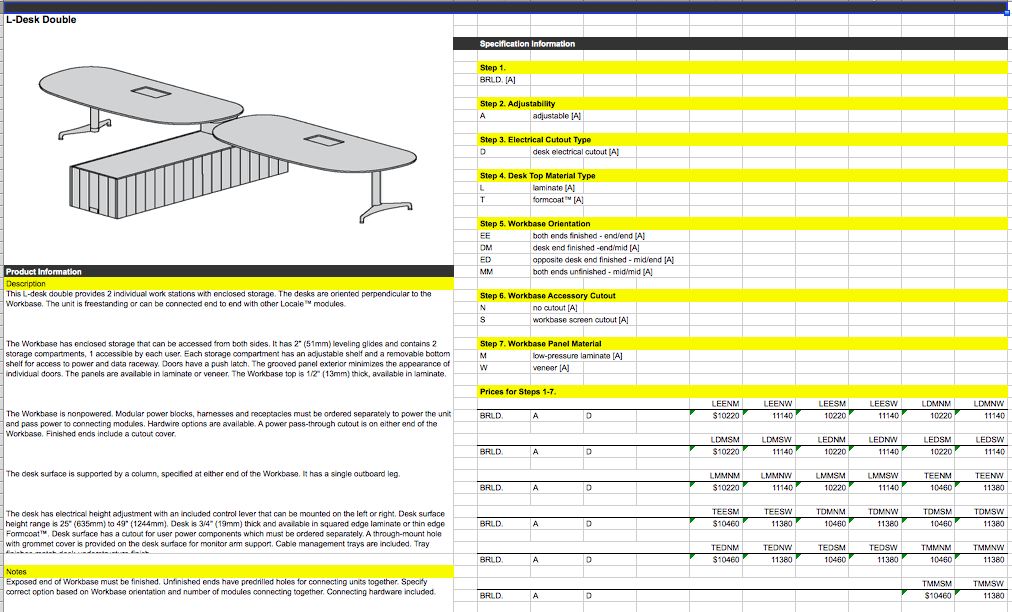 L-Desk Double
Product Information
Description
This L-desk double provides 2 individual work stations with enclosed storage. The desks are oriented perpendicular to the
Workbase. The unit is freestanding or can be connected end to end with other Locale™ modules.
The Workbase has enclosed storage that can be accessed from both sides. It has 2" (51mm) leveling glides and contains 2
storage compartments, 1 accessible by each user. Each storage compartment has an adjustable shelf and a removable bottom
shelf for access to power and data raceway. Doors have a push latch. The grooved panel exterior minimizes the appearance of
individual doors. The panels are available in laminate or veneer. The Workbase top is 1/2" (13mm) thick, available in laminate.
The Workbase is nonpowered. Modular power blocks, harnesses and receptacles must be ordered separately to power the unit
and pass power to connecting modules. Hardwire options are available. A power pass-through cutout is on either end of the
Workbase. Finished ends include a cutout cover.
The desk surface is supported by a column, specified at either end of the Workbase. It has a single outboard leg.
The desk has electrical height adjustment with an included control lever that can be mounted on the left or right. Desk surface
height range is 25" (635mm) to 49" (1244mm). Desk is 3/4" (19mm) thick and available in squared edge laminate or thin edge
Formcoat™. Desk surface has a cutout for user power components which must be ordered separately. A through-mount hole
with grommet cover is provided on the desk surface for monitor arm support. Cable management trays are included. Tray
Notes
Exposed end of Workbase must be finished. Unfinished ends have predrilled holes for connecting units together. Specify
correct option based on Workbase orientation and number of modules connecting together. Connecting hardware included.
Specification Information
Step 1.
BRLD. [A]
Step 2. Adjustability
A adjustable [A]
Step 3. Electrical Cutout Type
D desk electrical cutout [A]
Step 4. Desk Top Material Type
L laminate [A]
T formcoat™ [A]
Step 5. Workbase Orientation
EE both ends finished - end/end [A]
DM desk end finished -end/mid [A]
ED opposite desk end finished - mid/end [A]
MM both ends unfinished - mid/mid [A]
Step 6. Workbase Accessory Cutout
N no cutout [A]
S workbase screen cutout [A]
Step 7. Workbase Panel Material
M low-pressure laminate [A]
W veneer [A]
Prices for Steps 1-7.
LEENM LEENW LEESM LEESW LDMNM LDMNW
BRLD. A D $10220 11140 10220 11140 10220 11140
LDMSM LDMSW LEDNM LEDNW LEDSM LEDSW
BRLD. A D $10220 11140 10220 11140 10220 11140
LMMNM LMMNW LMMSM LMMSW TEENM TEENW
BRLD. A D $10220 11140 10220 11140 10460 11380
TEESM TEESW TDMNM TDMNW TDMSM TDMSW
BRLD. A D $10460 11380 10460 11380 10460 11380
TEDNM TEDNW TEDSM TEDSW TMMNM TMMNW
BRLD. A D $10460 11380 10460 11380 10460 11380
TMMSM TMMSW
BRLD. A D $10460 11380